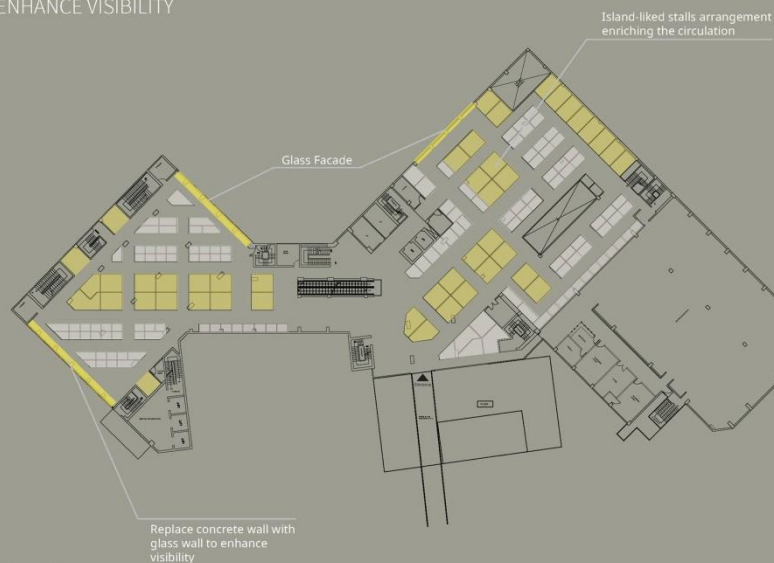 ENHANCE VISIBILITY
Island-liked stalls arrangement
enriching the circulation
Glass Facade
Replace concrete wall with
glass wall to enhance
visibility